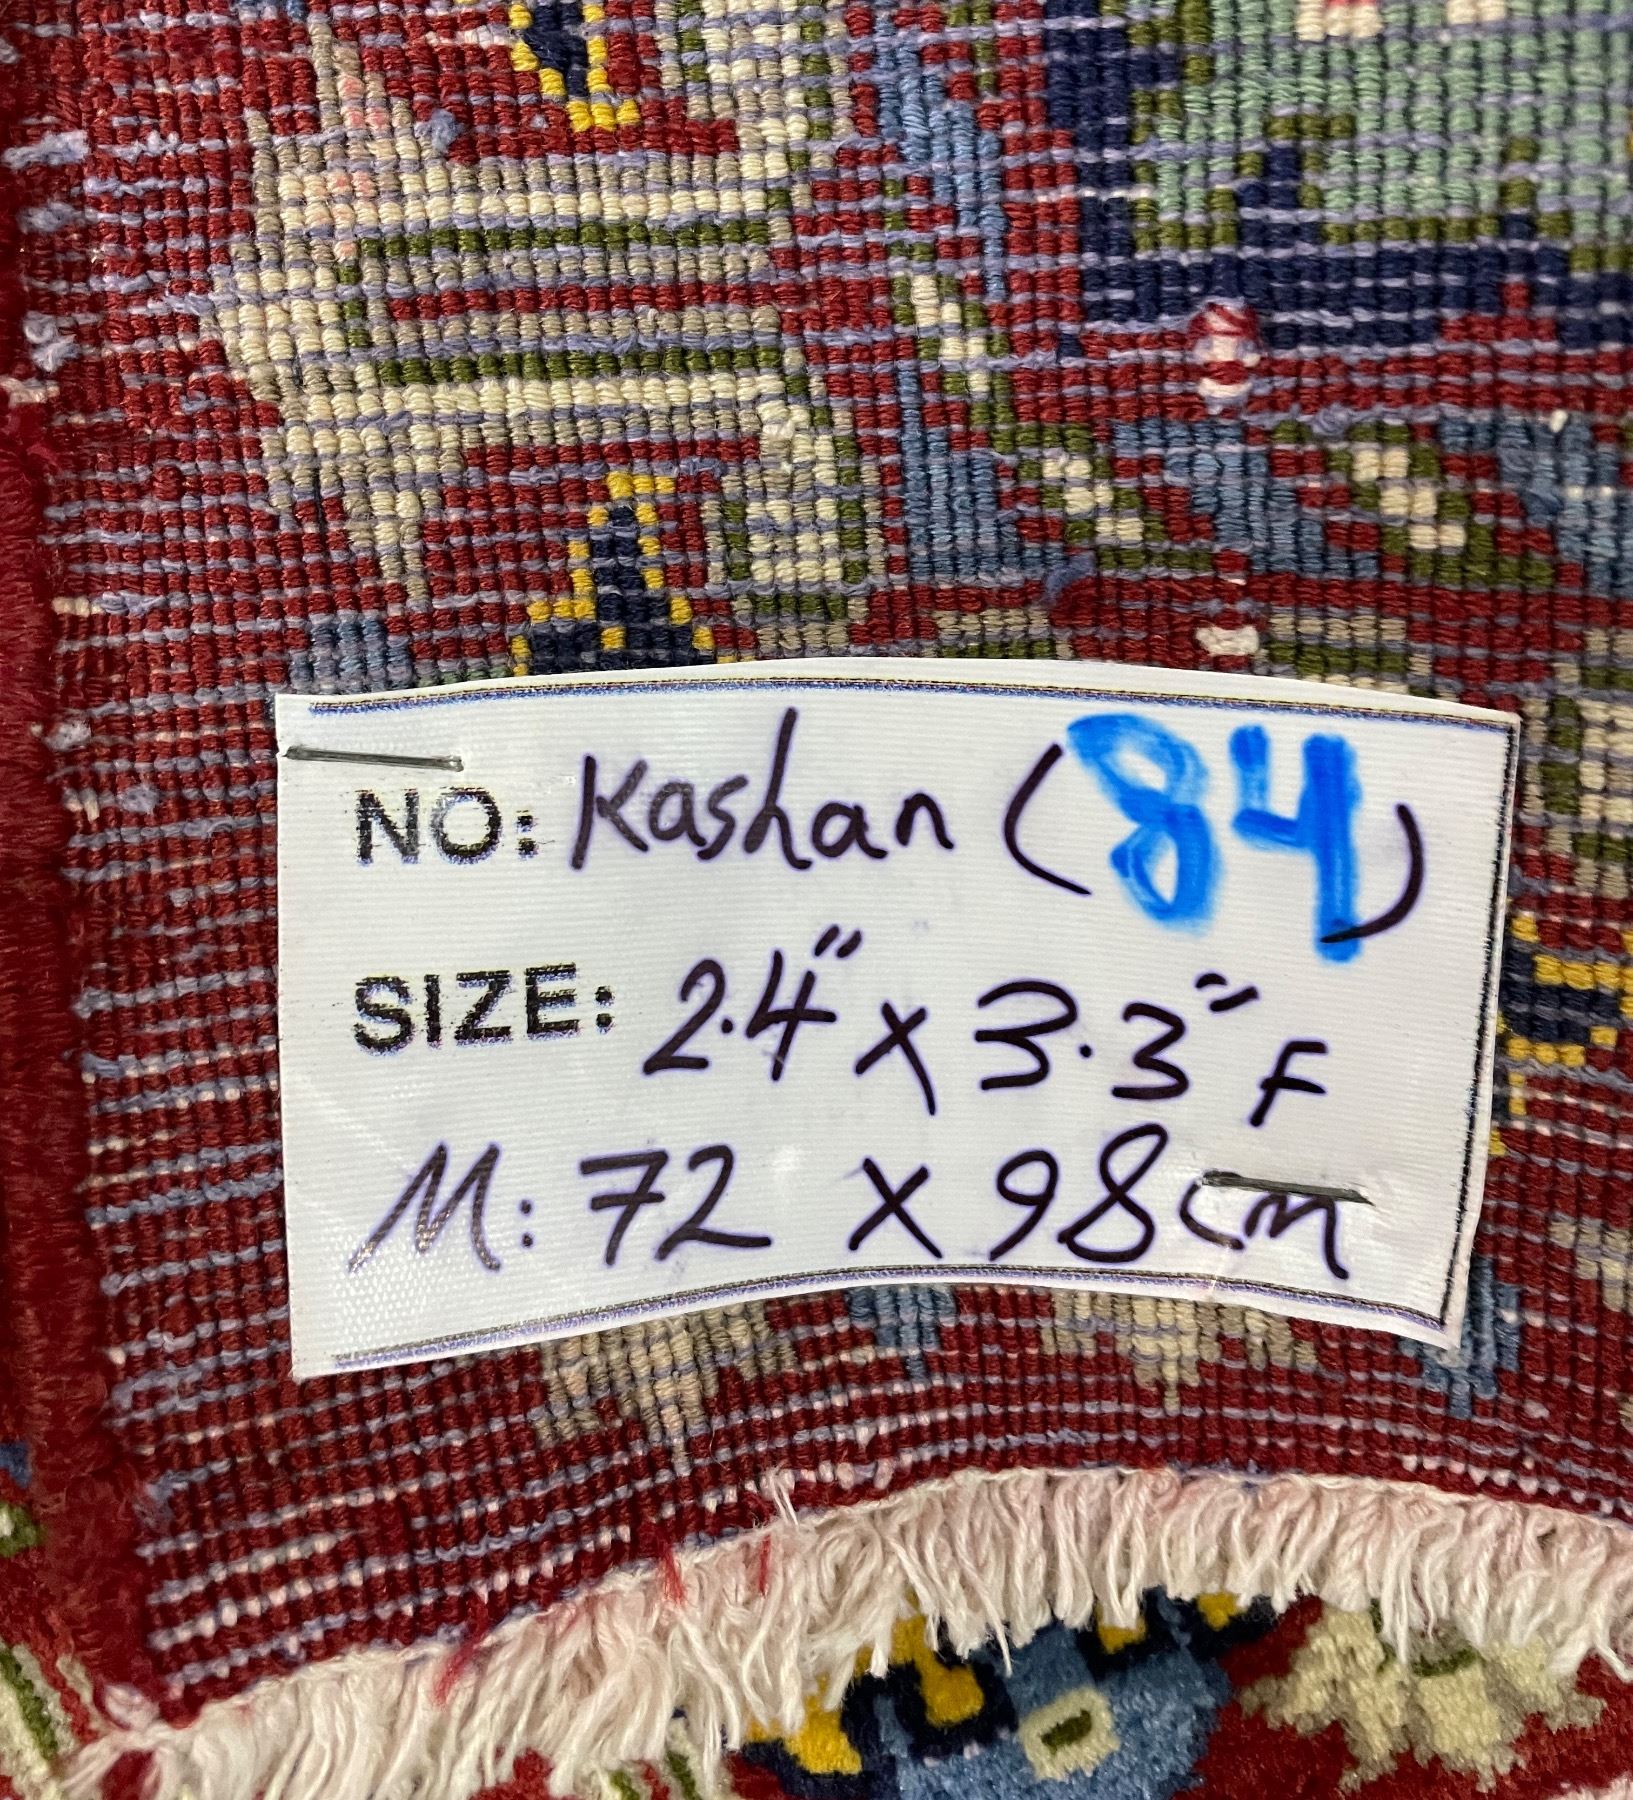 NO: Kashan (84)
SIZE: 2.4" x 3.3" F
M: 72 x 98cm